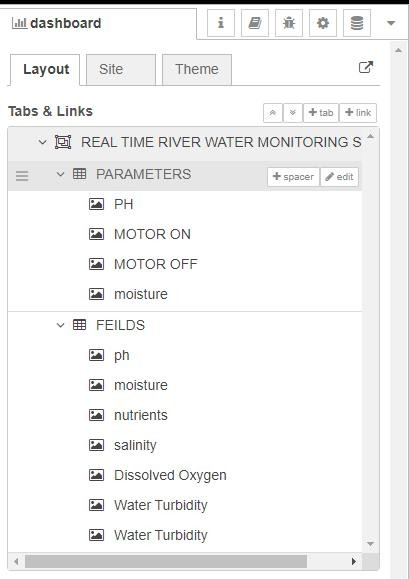 dashboard
Layout Site Theme
Tabs & Links tab link
REAL TIME RIVER WATER MONITORING S
PARAMETERS spacer edit
PH
MOTOR ON
MOTOR OFF
moisture
FEILDS
ph
moisture
nutrients
salinity
Dissolved Oxygen
Water Turbidity
Water Turbidity